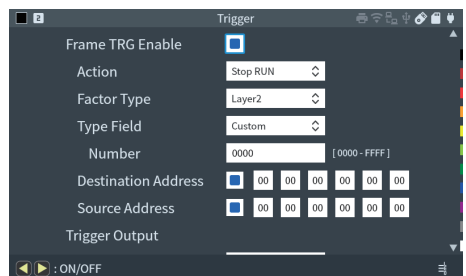 2 Trigger
Frame TRG Enable
Action Stop RUN
Factor Type Layer2
Type Field Custom
Number 0000 [ 0000 - FFFF ]
Destination Address 00 00 00 00 00 00
Source Address 00 00 00 00 00 00
Trigger Output
: ON/OFF